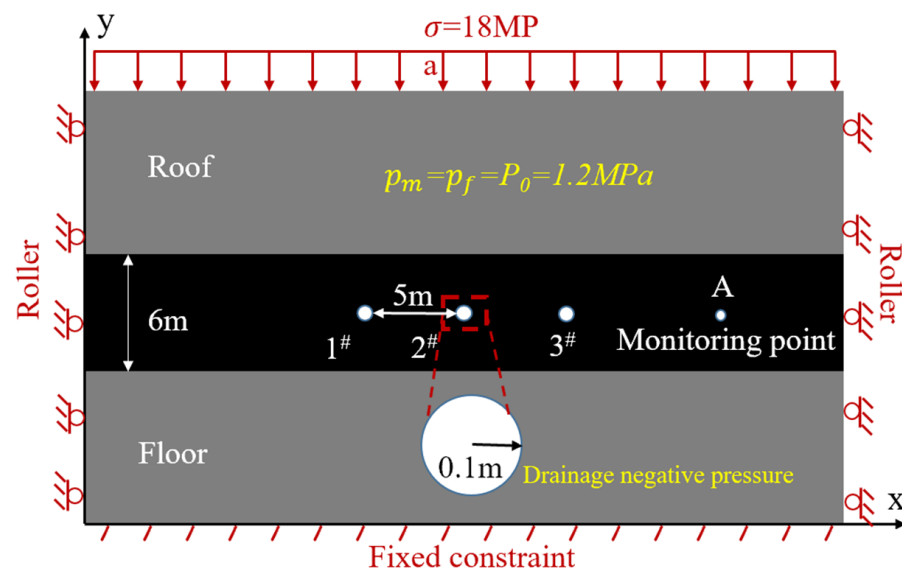 y
σ=18MP
a
Roof
p_m=p_f=P_0=1.2MPa
Roller
Roller
6m
5m
A
1#
2#
3#
Monitoring point
Floor
0.1m
Drainage negative pressure
x
Fixed constraint